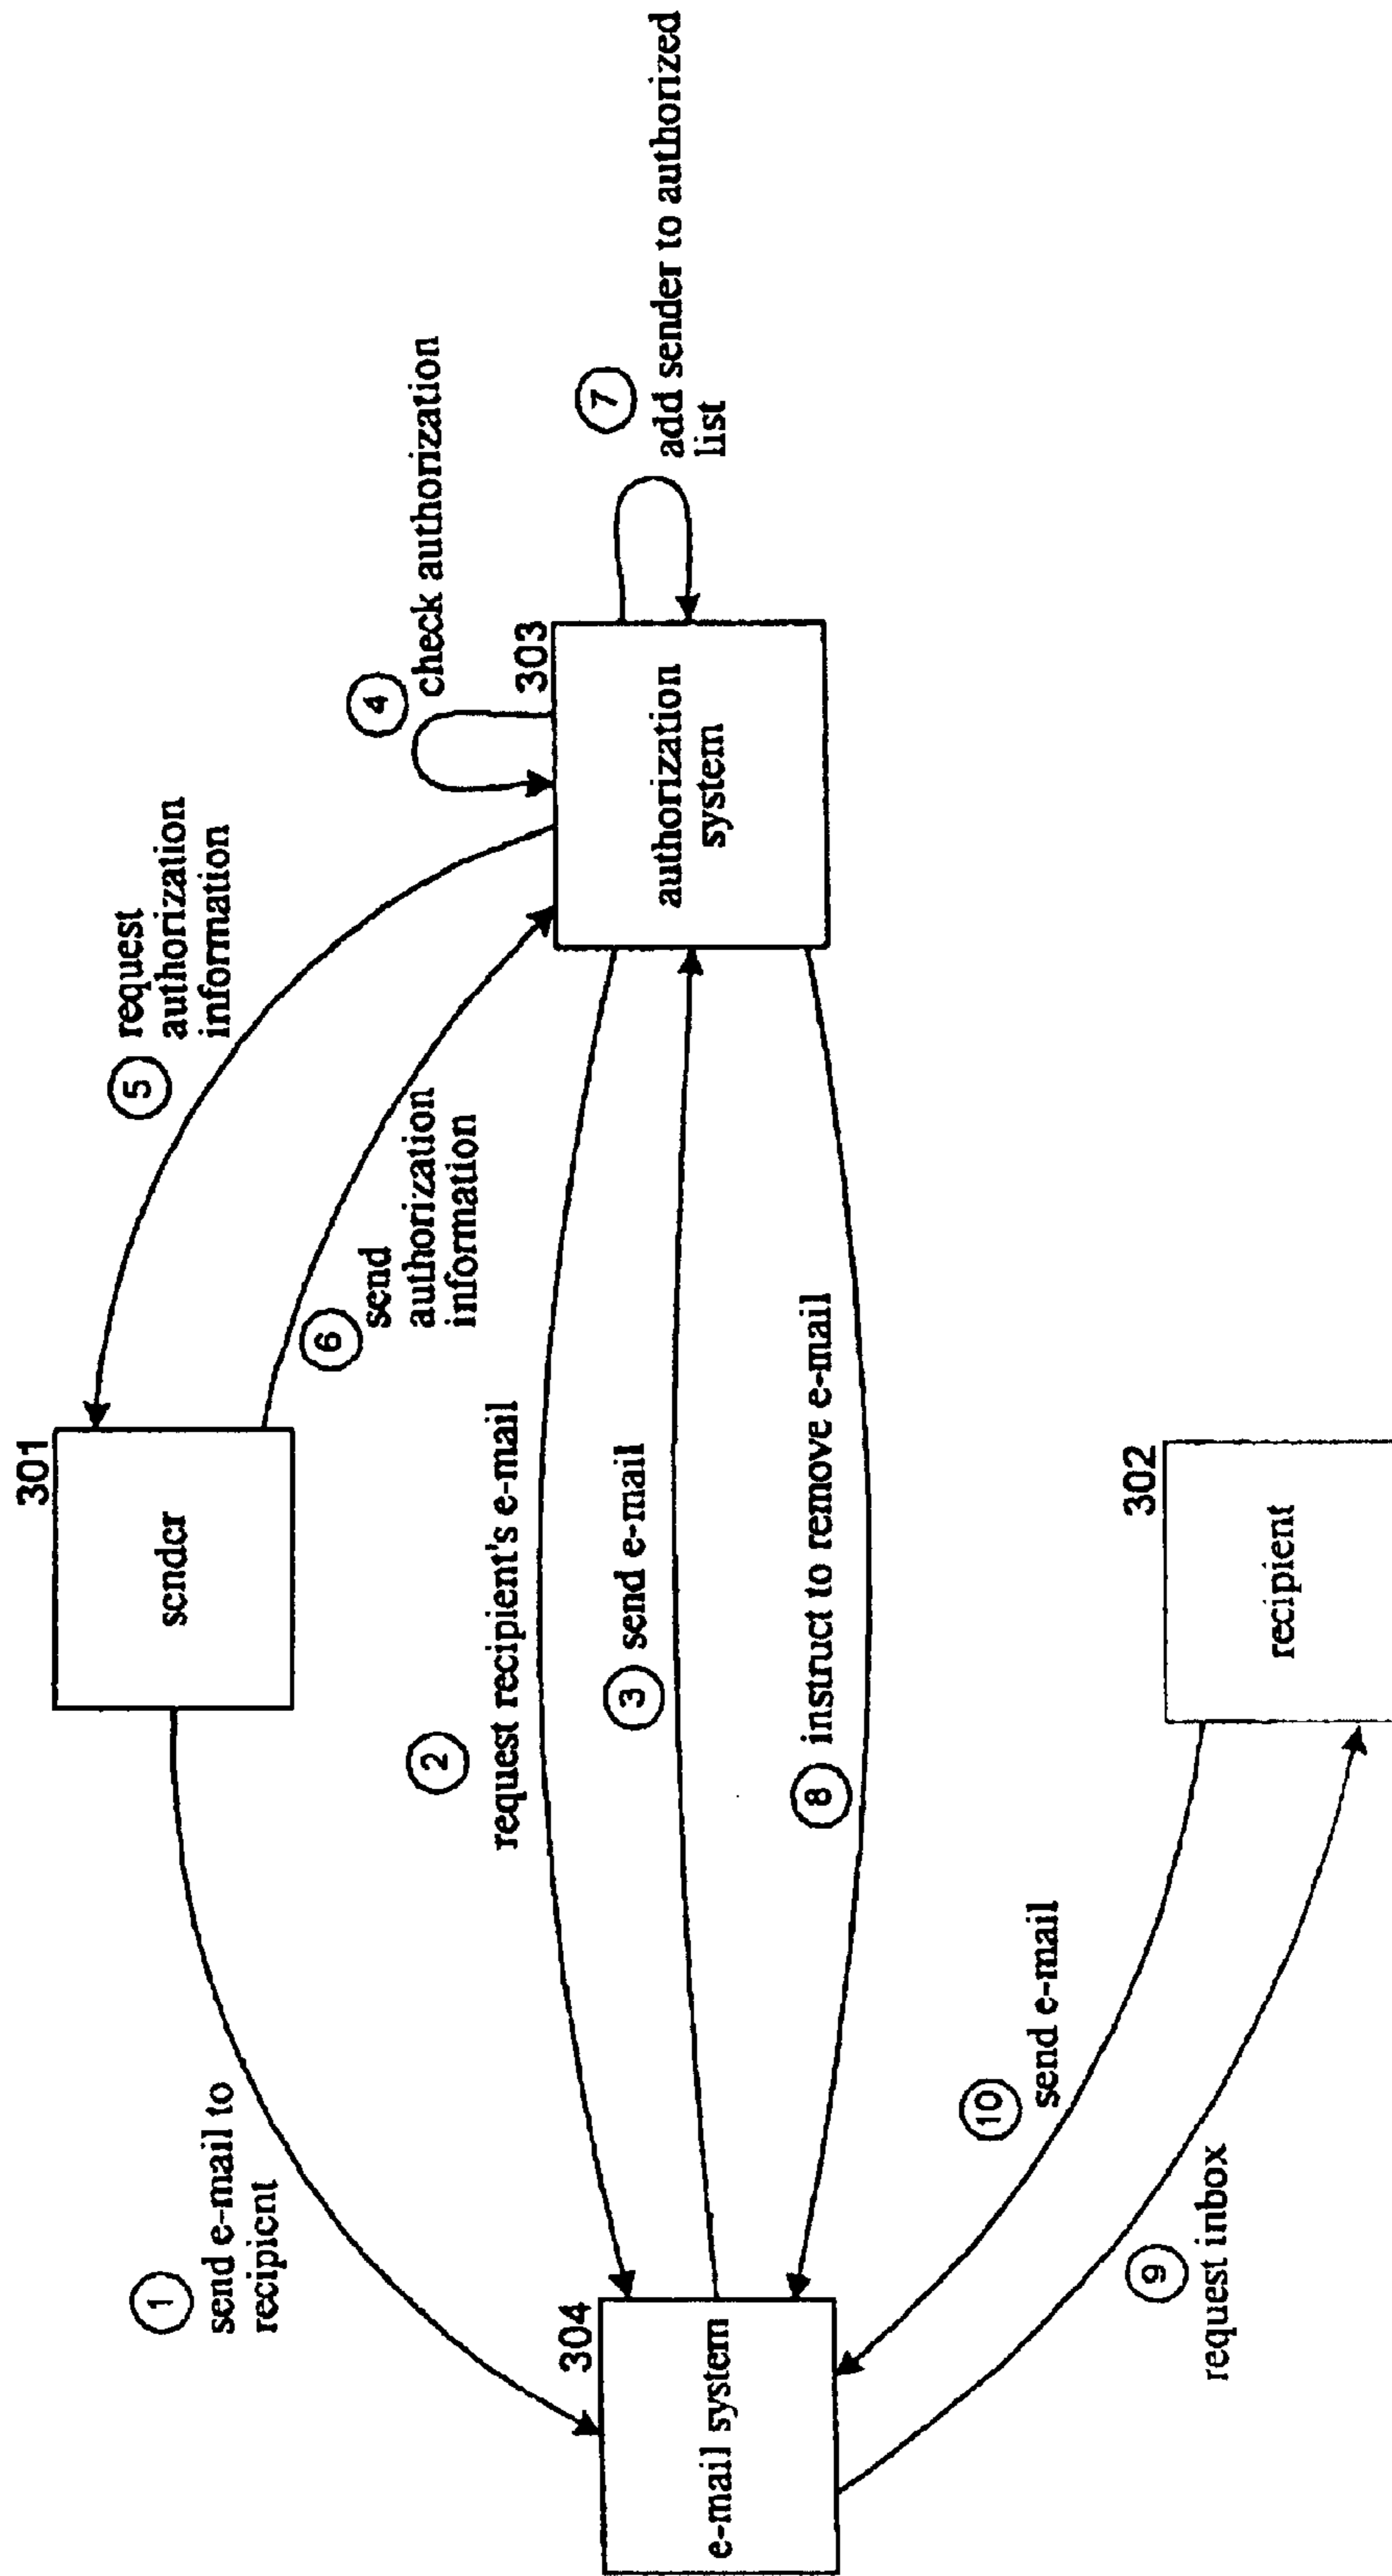 301
sender
1
send e-mail to
recipient
5
request
authorization
information
6
send
authorization
information
4
check authorization
2
request recipient's e-mail
303
authorization
system
7
add sender to authorized
list
304
e-mail system
3
send e-mail
8
instruct to remove e-mail
10
send e-mail
9
request inbox
302
recipient